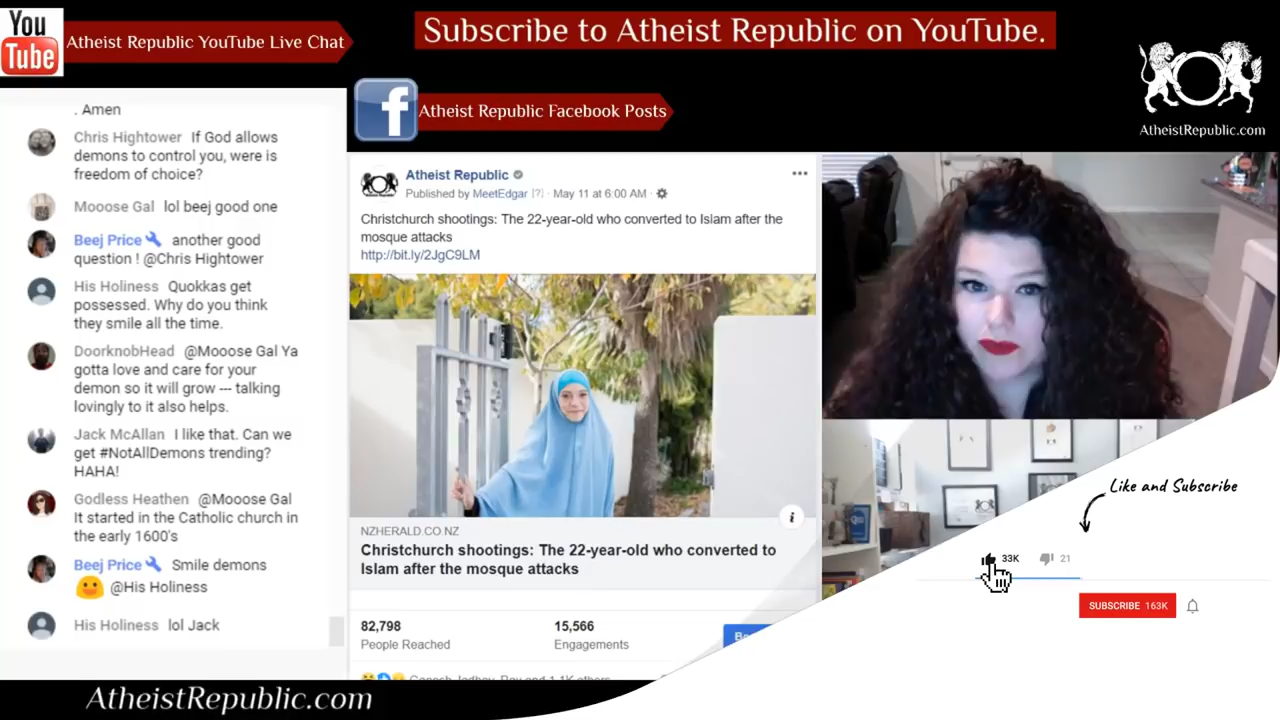 You
Tube
Atheist Republic YouTube Live Chat
Subscribe to Atheist Republic on YouTube.
AtheistRepublic.com
f
Atheist Republic Facebook Posts
. Amen
Chris Hightower If God allows
demons to control you, were is
freedom of choice?
Mooose Gal lol beej good one
Beej Price another good
question ! @Chris Hightower
His Holiness Quokkas get
possessed. Why do you think
they smile all the time.
DoorknobHead @Mooose Gal Ya
gotta love and care for your
demon so it will grow --- talking
lovingly to it also helps.
Jack McAllan I like that. Can we
get #NotAllDemons trending?
HAHA!
Godless Heathen @Mooose Gal
It started in the Catholic church in
the early 1600's
Beej Price Smile demons
@His Holiness
His Holiness lol Jack
Atheist Republic
Published by MeetEdgar [?] · May 11 at 6:00 AM ·
Christchurch shootings: The 22-year-old who converted to Islam after the
mosque attacks
http://bit.ly/2JgC9LM
NZHERALD.CO.NZ
i
Christchurch shootings: The 22-year-old who converted to
Islam after the mosque attacks
82,798
15,566
People Reached
Engagements
Like and Subscribe
33K
21
SUBSCRIBE 163K
AtheistRepublic.com